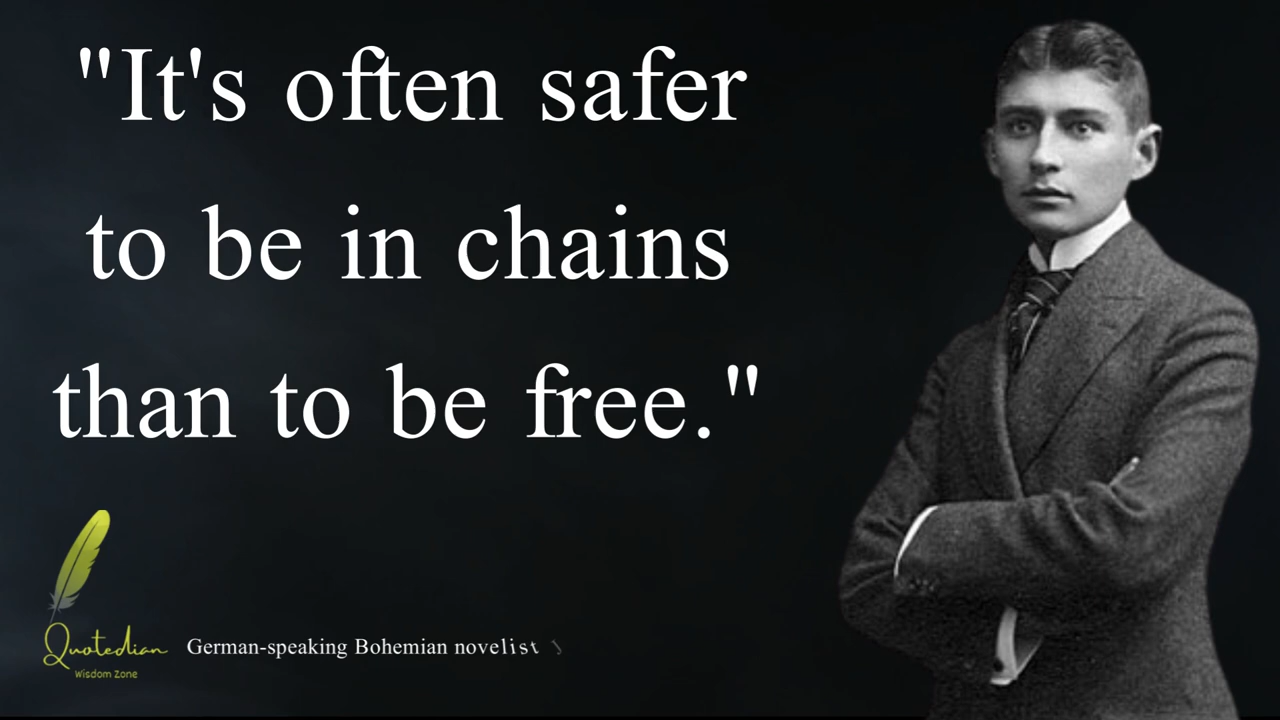 "It's often safer
to be in chains
than to be free."
Quotedian
Wisdom Zone
German-speaking Bohemian novelist